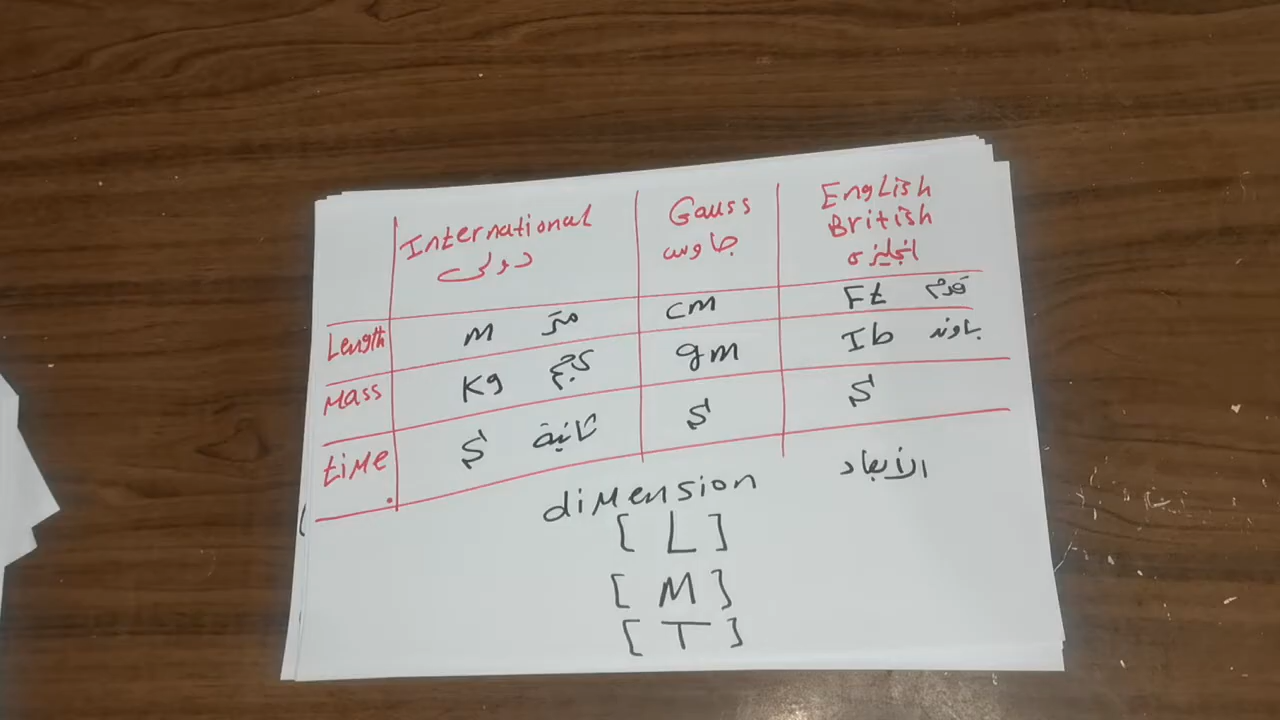 International Gauss English
دولى جاوس British
انجليزى
Length m متر cm Ft قدم
Mass Kg كجم gm Ib باوند
time S ثانية S S
dimension الأبعاد
[ L ]
[ M ]
[ T ]